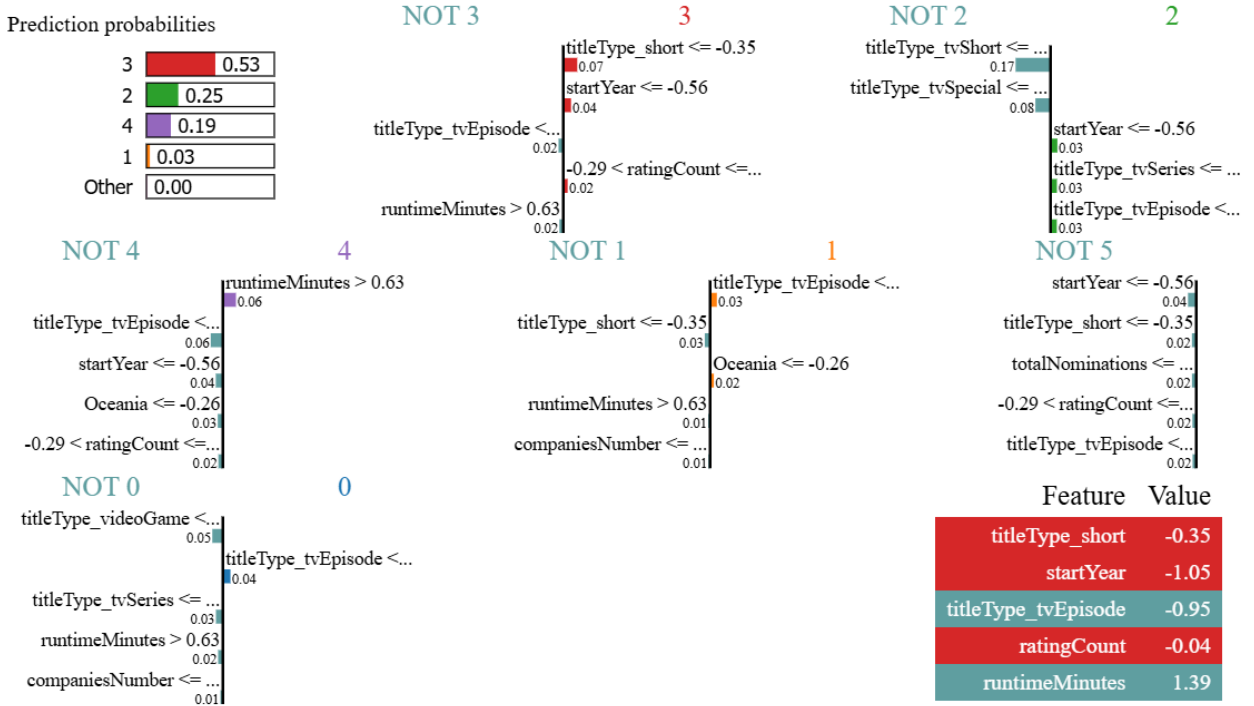 Prediction probabilities
3 0.53
2 0.25
4 0.19
1 0.03
Other 0.00
NOT 3 3
titleType_short <= -0.35
0.07
startYear <= -0.56
0.04
titleType_tvEpisode <...
0.02
-0.29 < ratingCount <=...
0.02
runtimeMinutes > 0.63
0.02
NOT 2 2
titleType_tvShort <= ...
0.17
titleType_tvSpecial <= ...
0.08
startYear <= -0.56
0.03
titleType_tvSeries <= ...
0.03
titleType_tvEpisode <...
0.03
NOT 4 4
runtimeMinutes > 0.63
0.06
titleType_tvEpisode <...
0.06
startYear <= -0.56
0.04
Oceania <= -0.26
0.03
-0.29 < ratingCount <=...
0.02
NOT 1 1
titleType_tvEpisode <...
0.03
titleType_short <= -0.35
0.03
Oceania <= -0.26
0.02
runtimeMinutes > 0.63
0.01
companiesNumber <= ...
0.01
NOT 5
startYear <= -0.56
0.04
titleType_short <= -0.35
0.02
totalNominations <= ...
0.02
-0.29 < ratingCount <=...
0.02
titleType_tvEpisode <...
0.02
NOT 0 0
titleType_videoGame <...
0.05
titleType_tvEpisode <...
0.04
titleType_tvSeries <= ...
0.03
runtimeMinutes > 0.63
0.02
companiesNumber <= ...
0.01
Feature Value
titleType_short -0.35
startYear -1.05
titleType_tvEpisode -0.95
ratingCount -0.04
runtimeMinutes 1.39